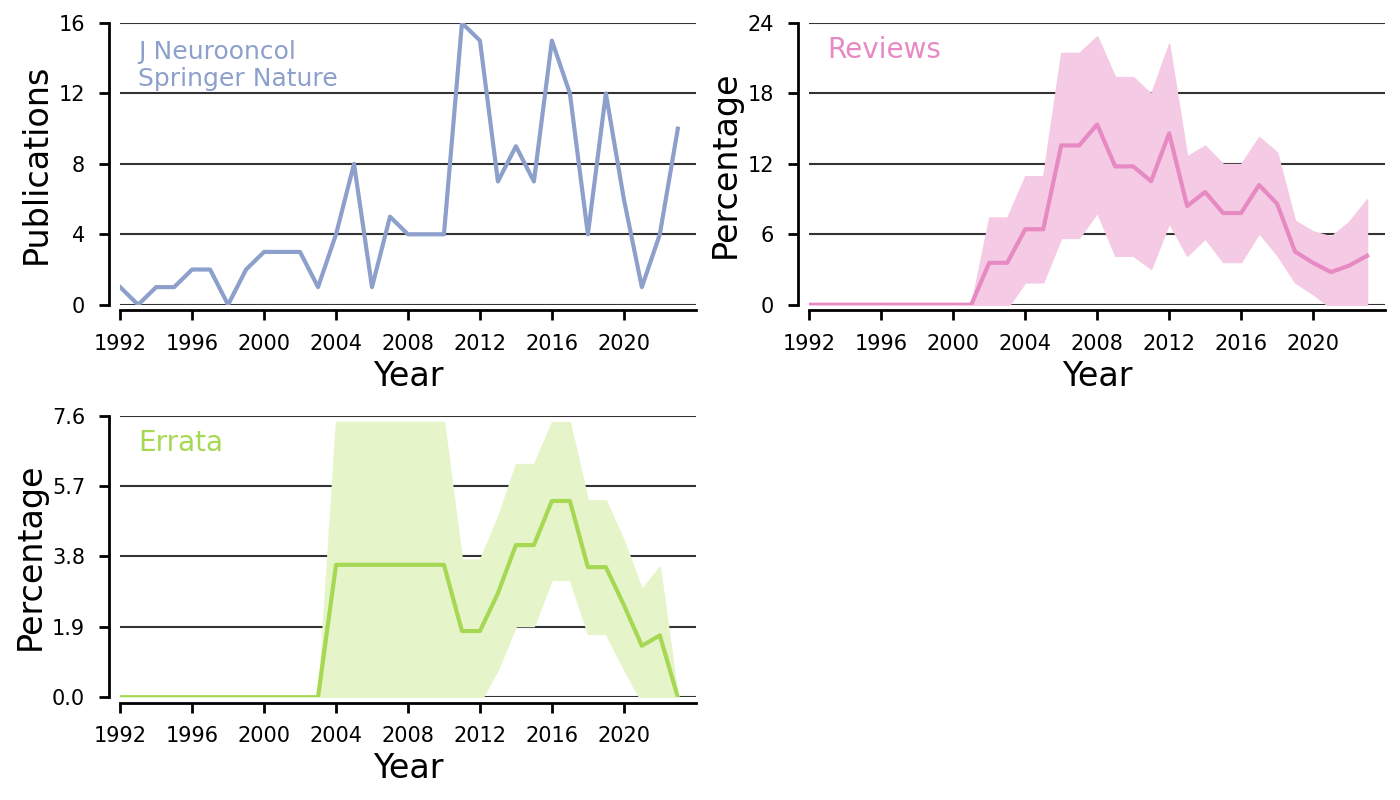 16
J Neurooncol
Springer Nature
12
8
4
0
Publications
1992 1996 2000 2004 2008 2012 2016 2020
Year
24
Reviews
18
12
6
0
Percentage
1992 1996 2000 2004 2008 2012 2016 2020
Year
7.6
Errata
5.7
3.8
1.9
0.0
Percentage
1992 1996 2000 2004 2008 2012 2016 2020
Year